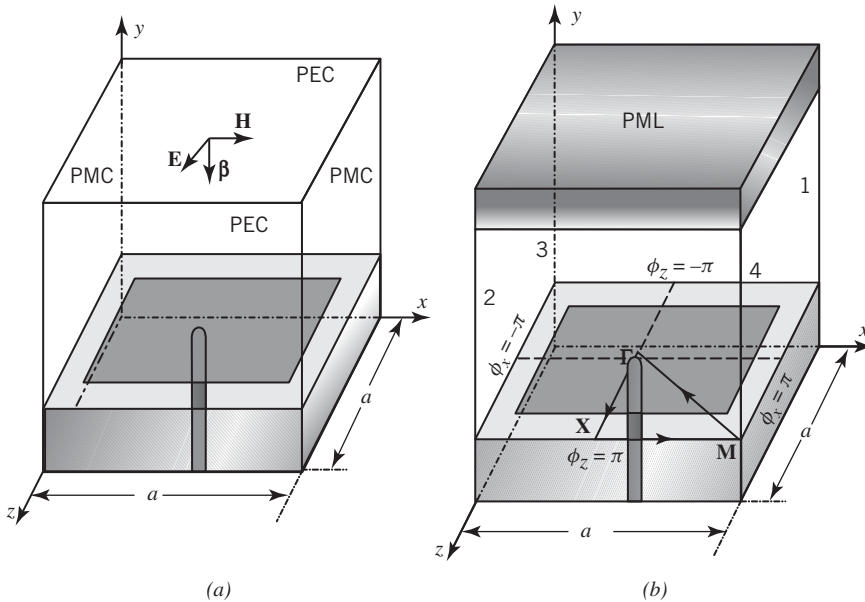 y
PEC
H
E
β
PMC
PMC
PEC
x
a
a
z
(a)
y
PML
1
3
ϕz = –π
4
2
ϕx = –π
x
Γ
ϕx = π
X
ϕz = π
M
a
a
z
(b)